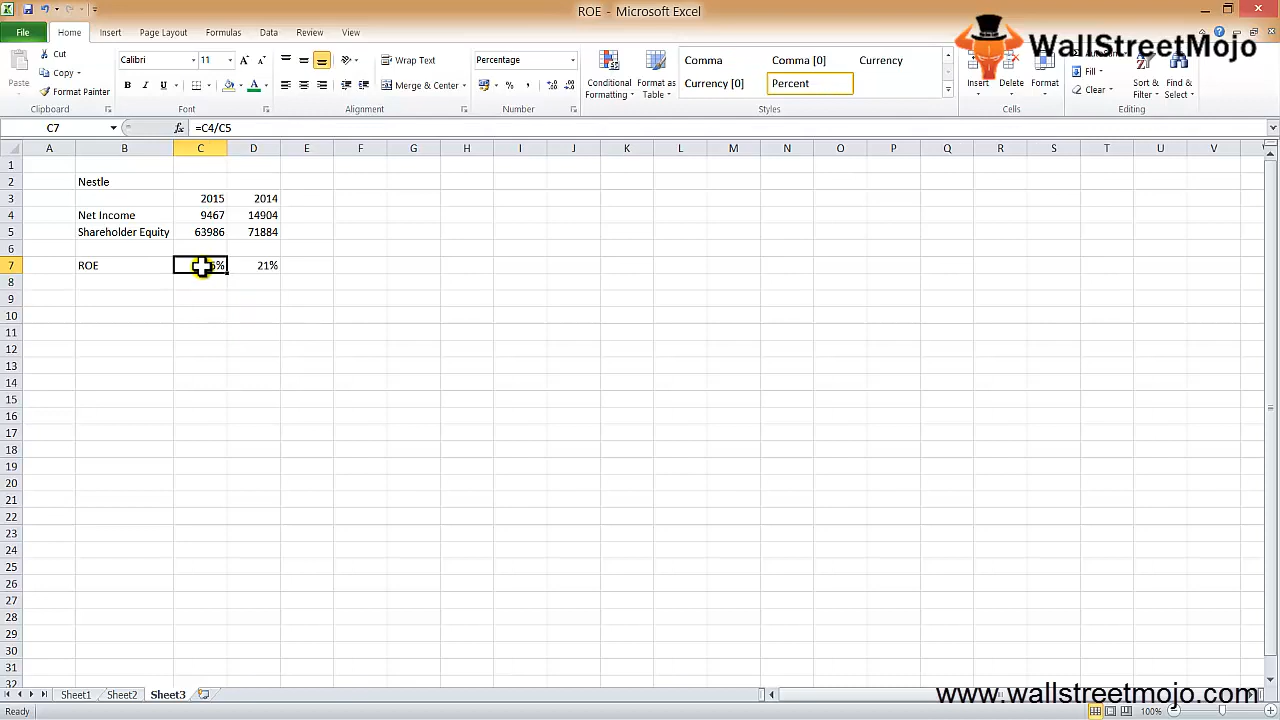 ROE - Microsoft Excel
WallStreetMojo
File Home Insert Page Layout Formulas Data Review View
Paste
Cut
Copy
Format Painter
Clipboard
Calibri 11
B I U
Font
Wrap Text
Merge & Center
Alignment
Percentage
$ % ,
Number
Conditional Formatting
Format as Table
Comma Comma [0] Currency
Currency [0] Percent
Styles
Insert Delete Format
Cells
Fill
Clear
Sort & Filter
Find & Select
Editing
C7 fx =C4/C5
A B C D E F G H I J K L M N O P Q R S T U V
1
2 Nestle
3 2015 2014
4 Net Income 9467 14904
5 Shareholder Equity 63986 71884
6
7 ROE 21%
8
9
10
11
12
13
14
15
16
17
18
19
20
21
22
23
24
25
26
27
28
29
30
31
32
Sheet1 Sheet2 Sheet3
www.wallstreetmojo.com
Ready 100%